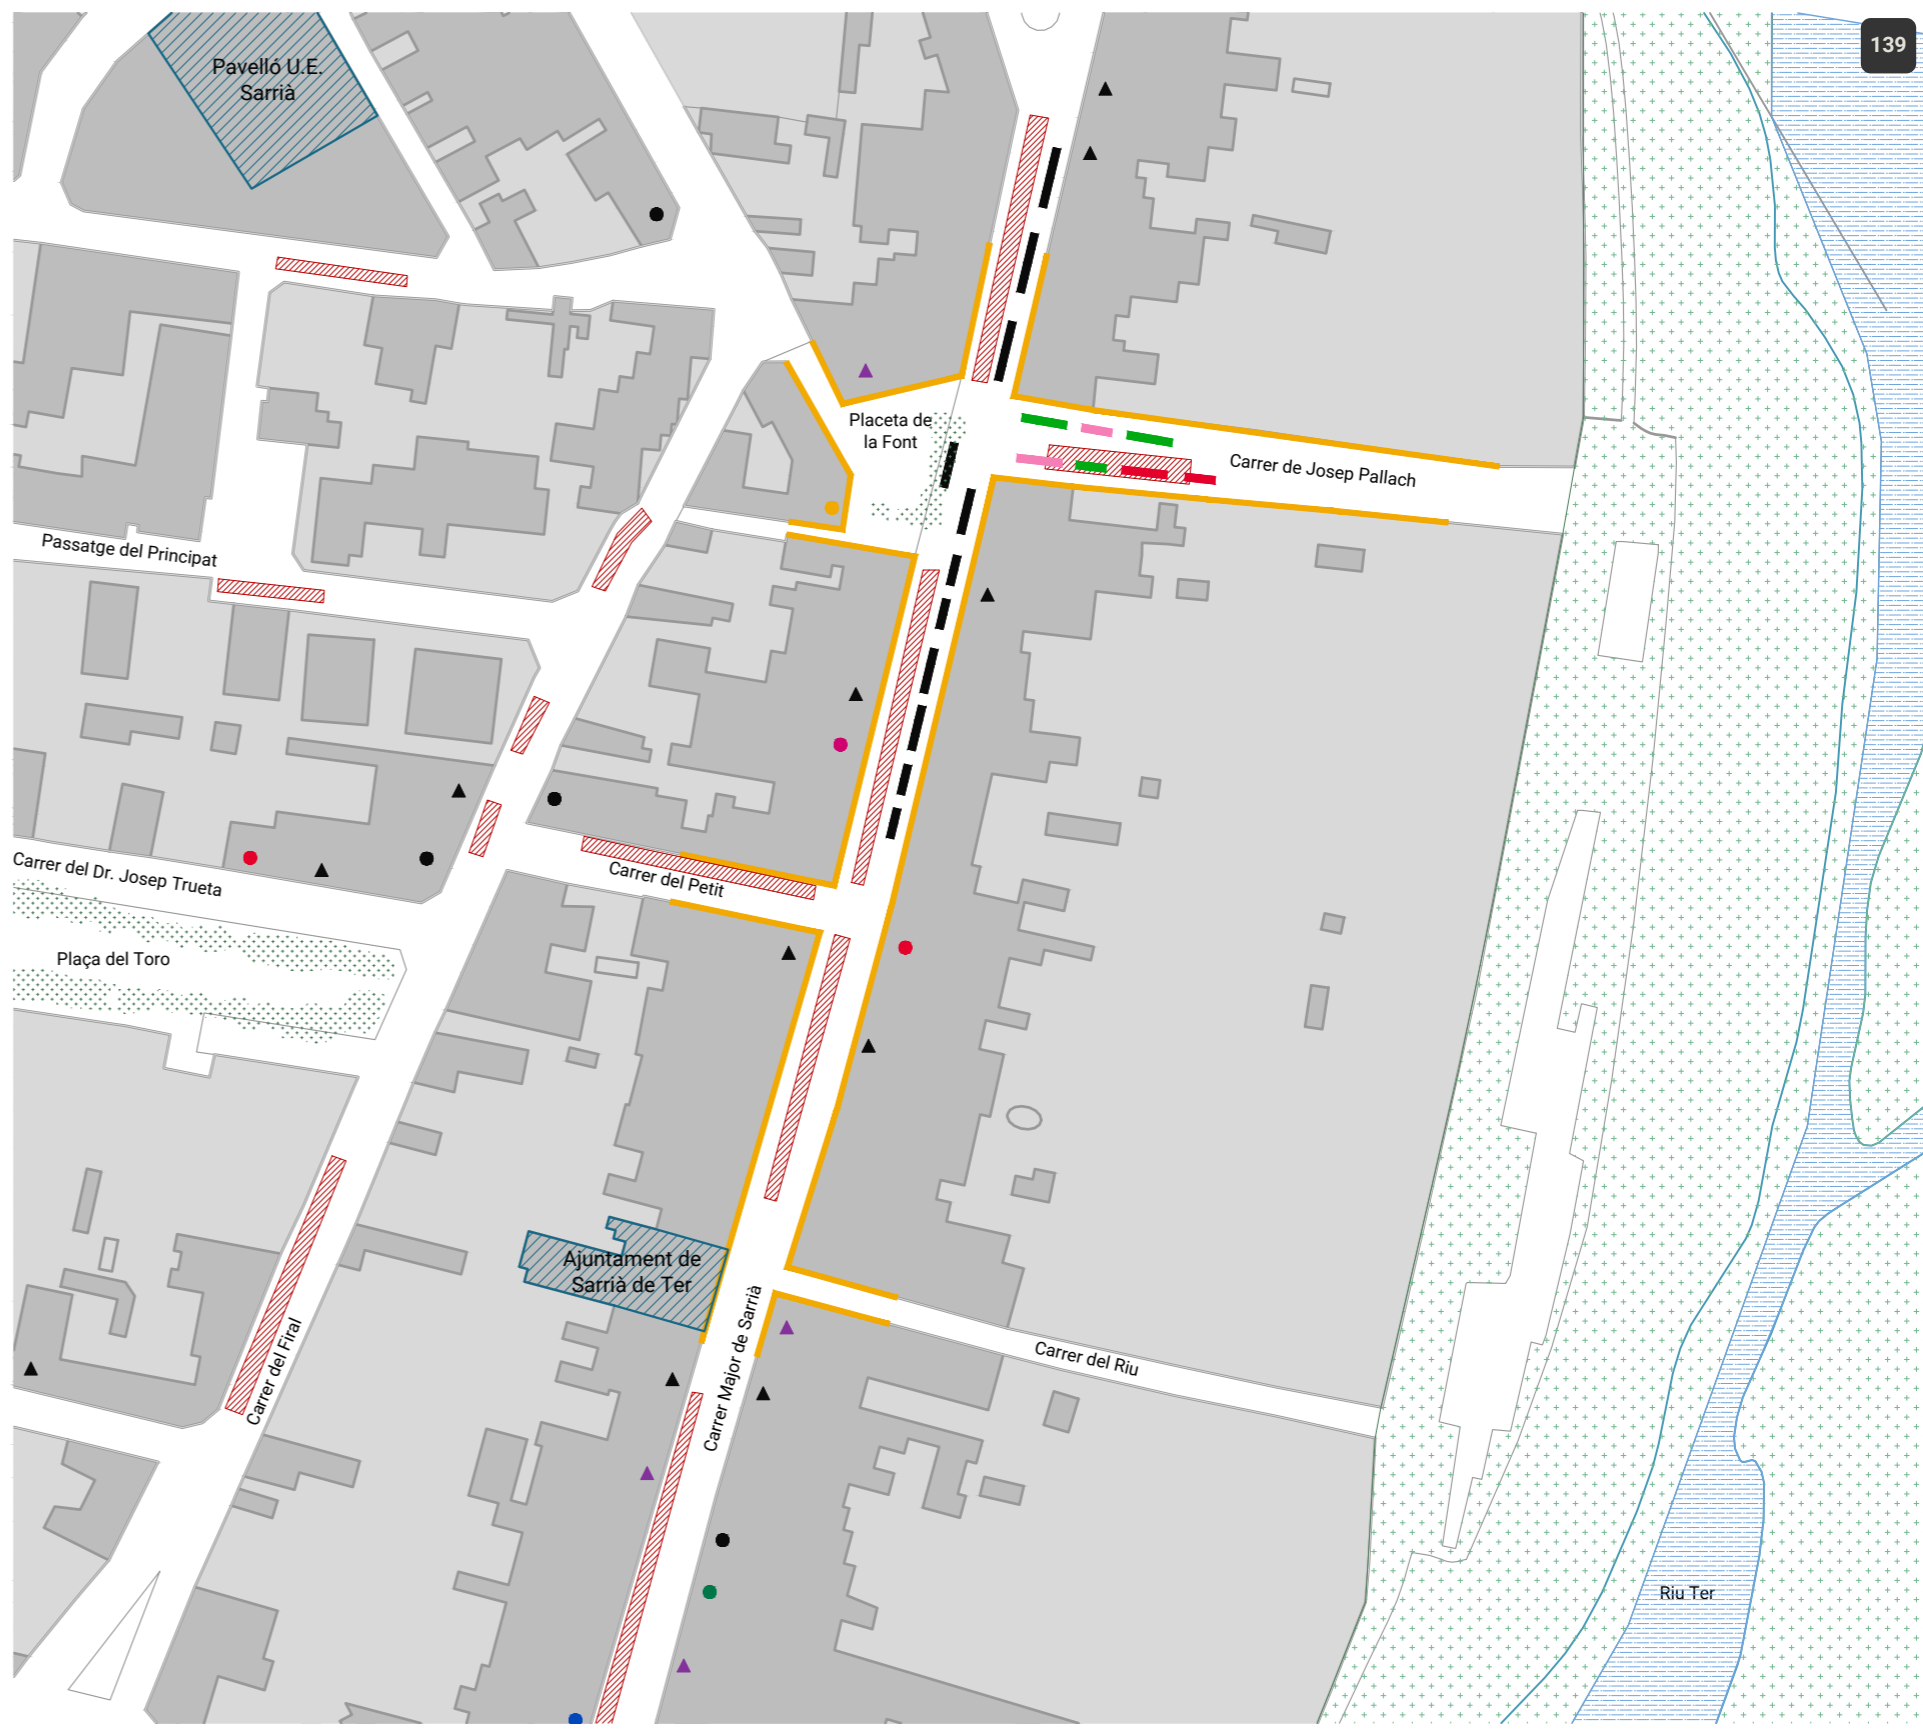 139
Pavelló U.E.
Sarrià
Placeta de
la Font
Carrer de Josep Pallach
Passatge del Principat
Carrer del Dr. Josep Trueta
Carrer del Petit
Plaça del Toro
Ajuntament de
Sarrià de Ter
Carrer Major de Sarrià
Carrer del Firal
Carrer del Riu
Riu Ter